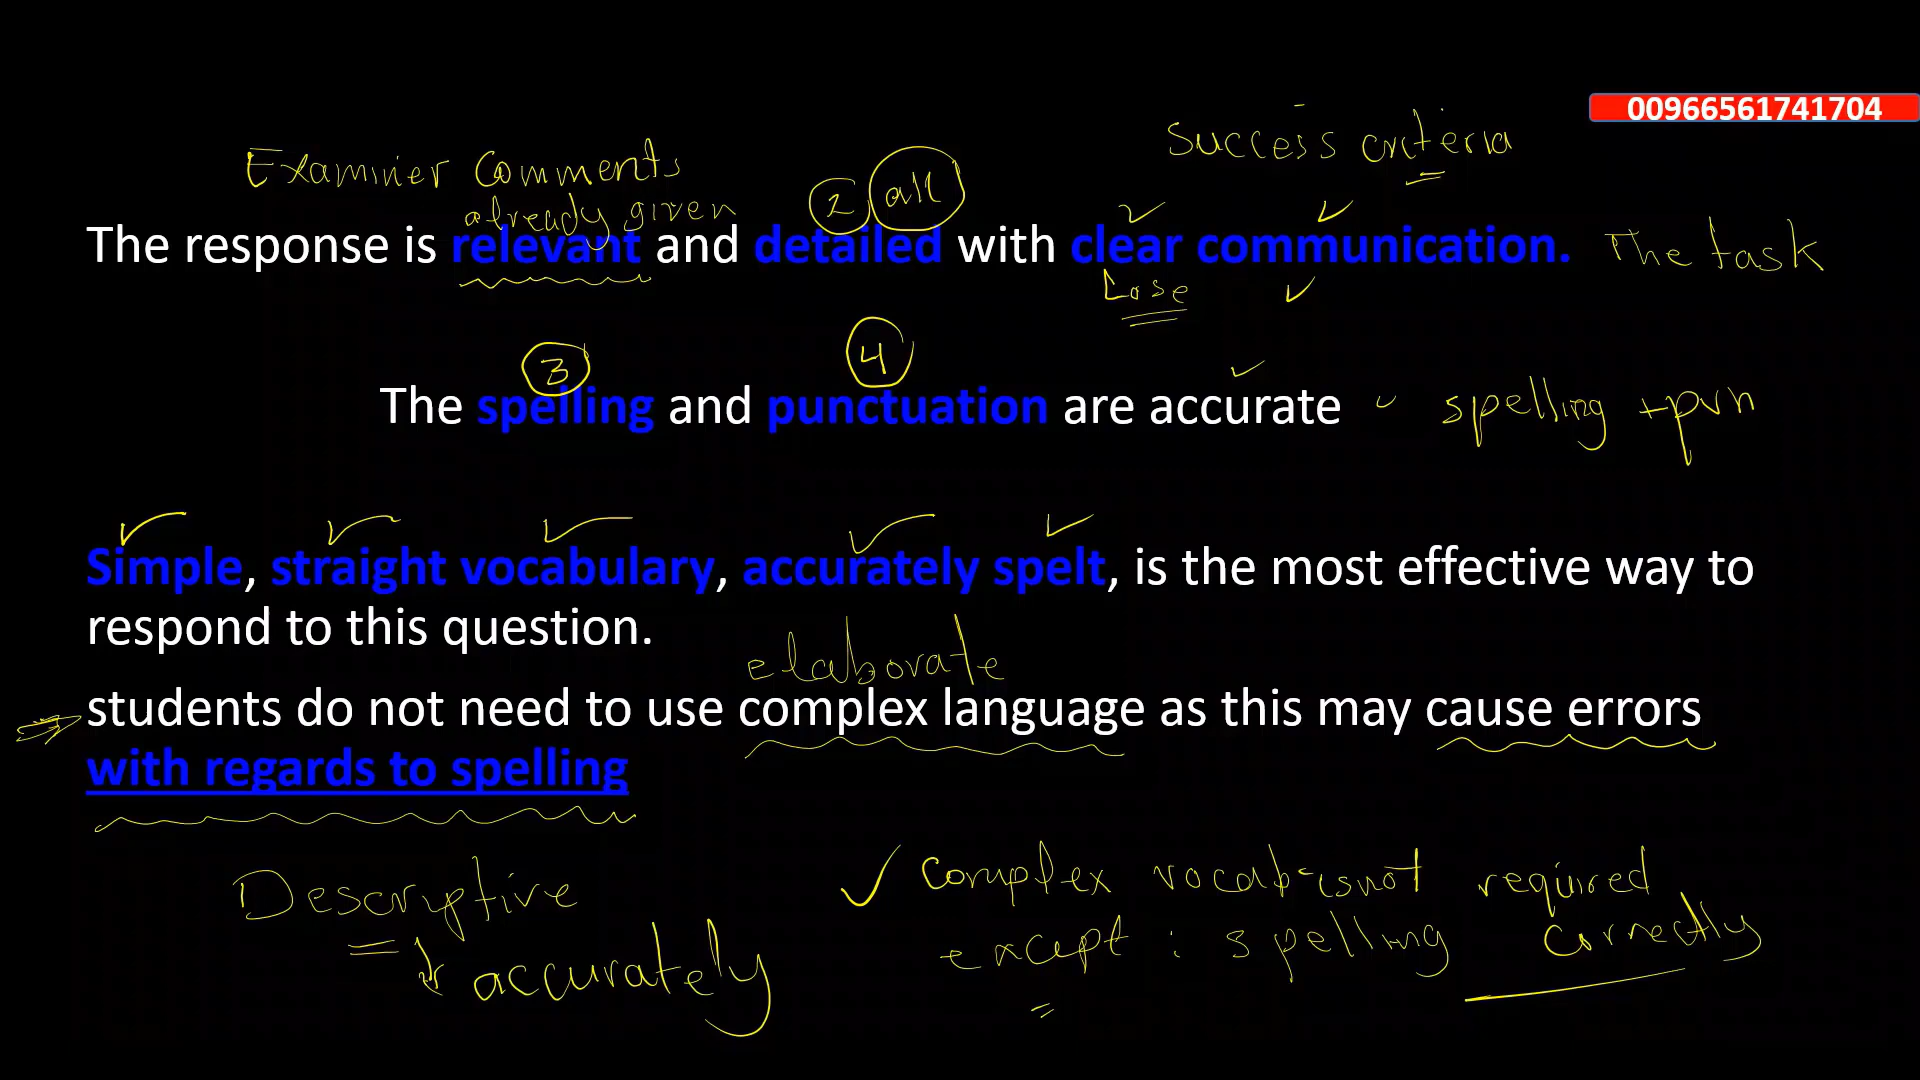 00966561741704
Success criteria
Examinier Comments
already given
2 all
The response is relevant and detailed with clear communication. The task
Lose
3 4
The spelling and punctuation are accurate spelling + pun
Simple, straight vocabulary, accurately spelt, is the most effective way to
respond to this question.
elaborate
students do not need to use complex language as this may cause errors
with regards to spelling
Descriptive
accurately
complex vocab is not required
except : spelling correctly